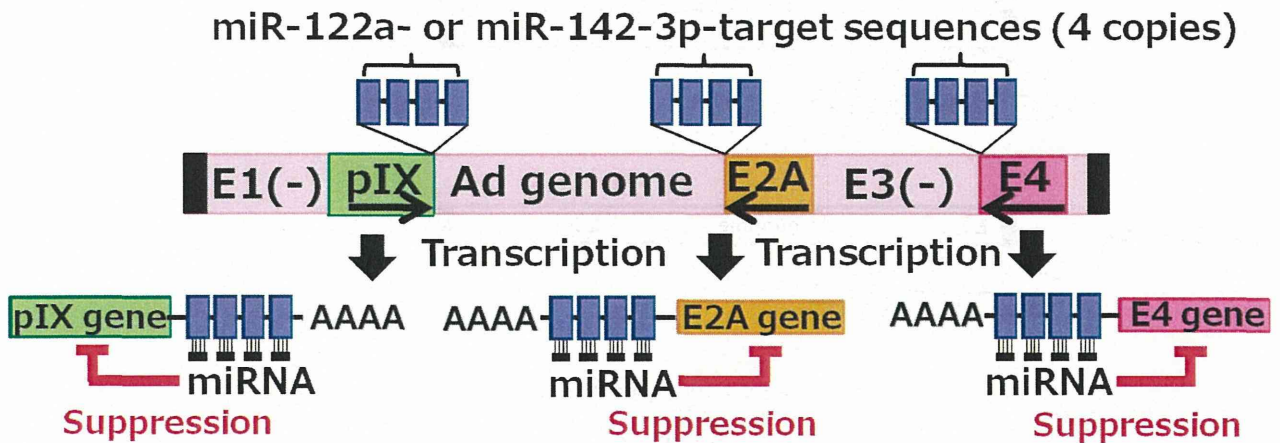 miR-122a- or miR-142-3p-target sequences (4 copies)
E1(-) pIX Ad genome E2A E3(-) E4
Transcription Transcription
pIX gene AAAA AAAA E2A gene AAAA E4 gene
miRNA miRNA miRNA
Suppression Suppression Suppression